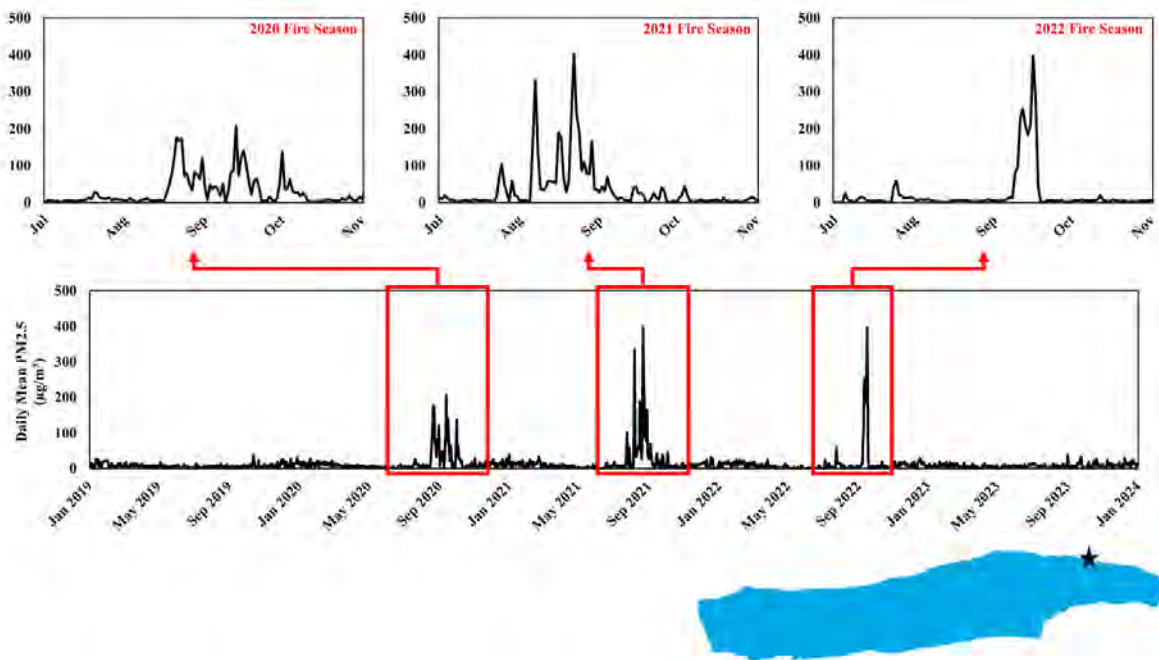 2020 Fire Season
500
400
300
200
100
0
Jul
Aug
Sep
Oct
Nov
2021 Fire Season
500
400
300
200
100
0
Jul
Aug
Sep
Oct
Nov
2022 Fire Season
500
400
300
200
100
0
Jul
Aug
Sep
Oct
Nov
Daily Mean PM2.5
(µg/m³)
500
400
300
200
100
0
Jan 2019
May 2019
Sep 2019
Jan 2020
May 2020
Sep 2020
Jan 2021
May 2021
Sep 2021
Jan 2022
May 2022
Sep 2022
Jan 2023
May 2023
Sep 2023
Jan 2024